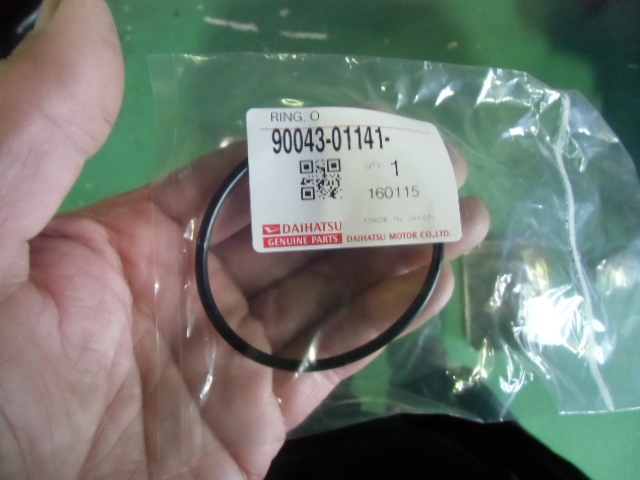 RING, O
90043-01141-
QTY 1
160115
MADE IN JAPAN
DAIHATSU
GENUINE PARTS DAIHATSU MOTOR CO.,LTD.